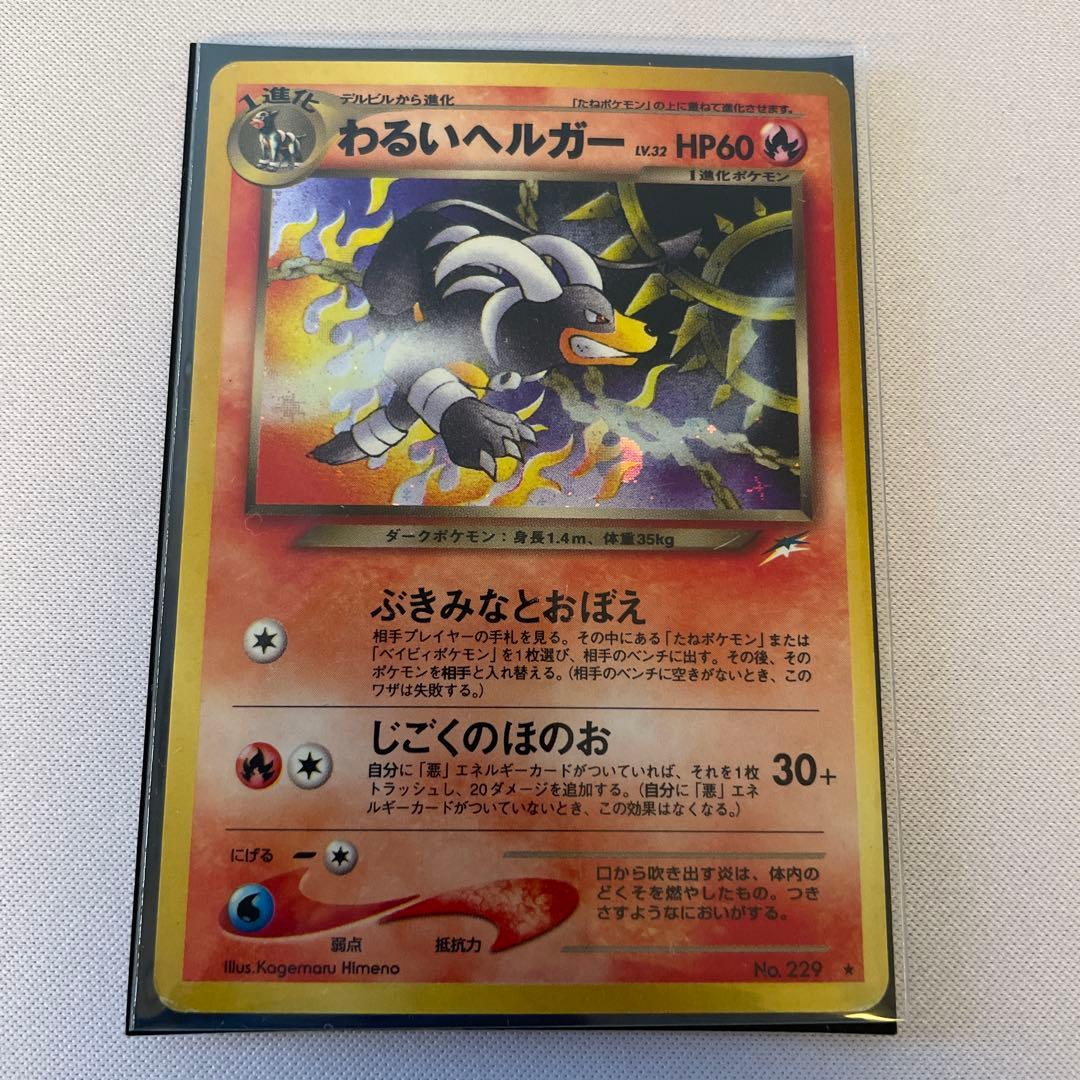 1進化
デルビルから進化
「たねポケモン」の上に重ねて進化させます。
わるいヘルガー LV.32 HP60
1進化ポケモン
ダークポケモン：身長1.4m、体重35kg
ぶきみなとおぼえ
相手プレイヤーの手札を見る。その中にある「たねポケモン」または
「ベイビィポケモン」を1枚選び、相手のベンチに出す。その後、その
ポケモンを相手と入れ替える。（相手のベンチに空きがないとき、この
ワザは失敗する。）
じごくのほのお
30+
自分に「悪」エネルギーカードがついていれば、それを1枚
トラッシュし、20ダメージを追加する。（自分に「悪」エネ
ルギーカードがついていないとき、この効果はなくなる。）
にげる
口から吹き出す炎は、体内の
どくそを燃やしたもの。つき
さすようなにおいがする。
弱点 抵抗力
Illus.Kagemaru Himeno
No. 229 ★